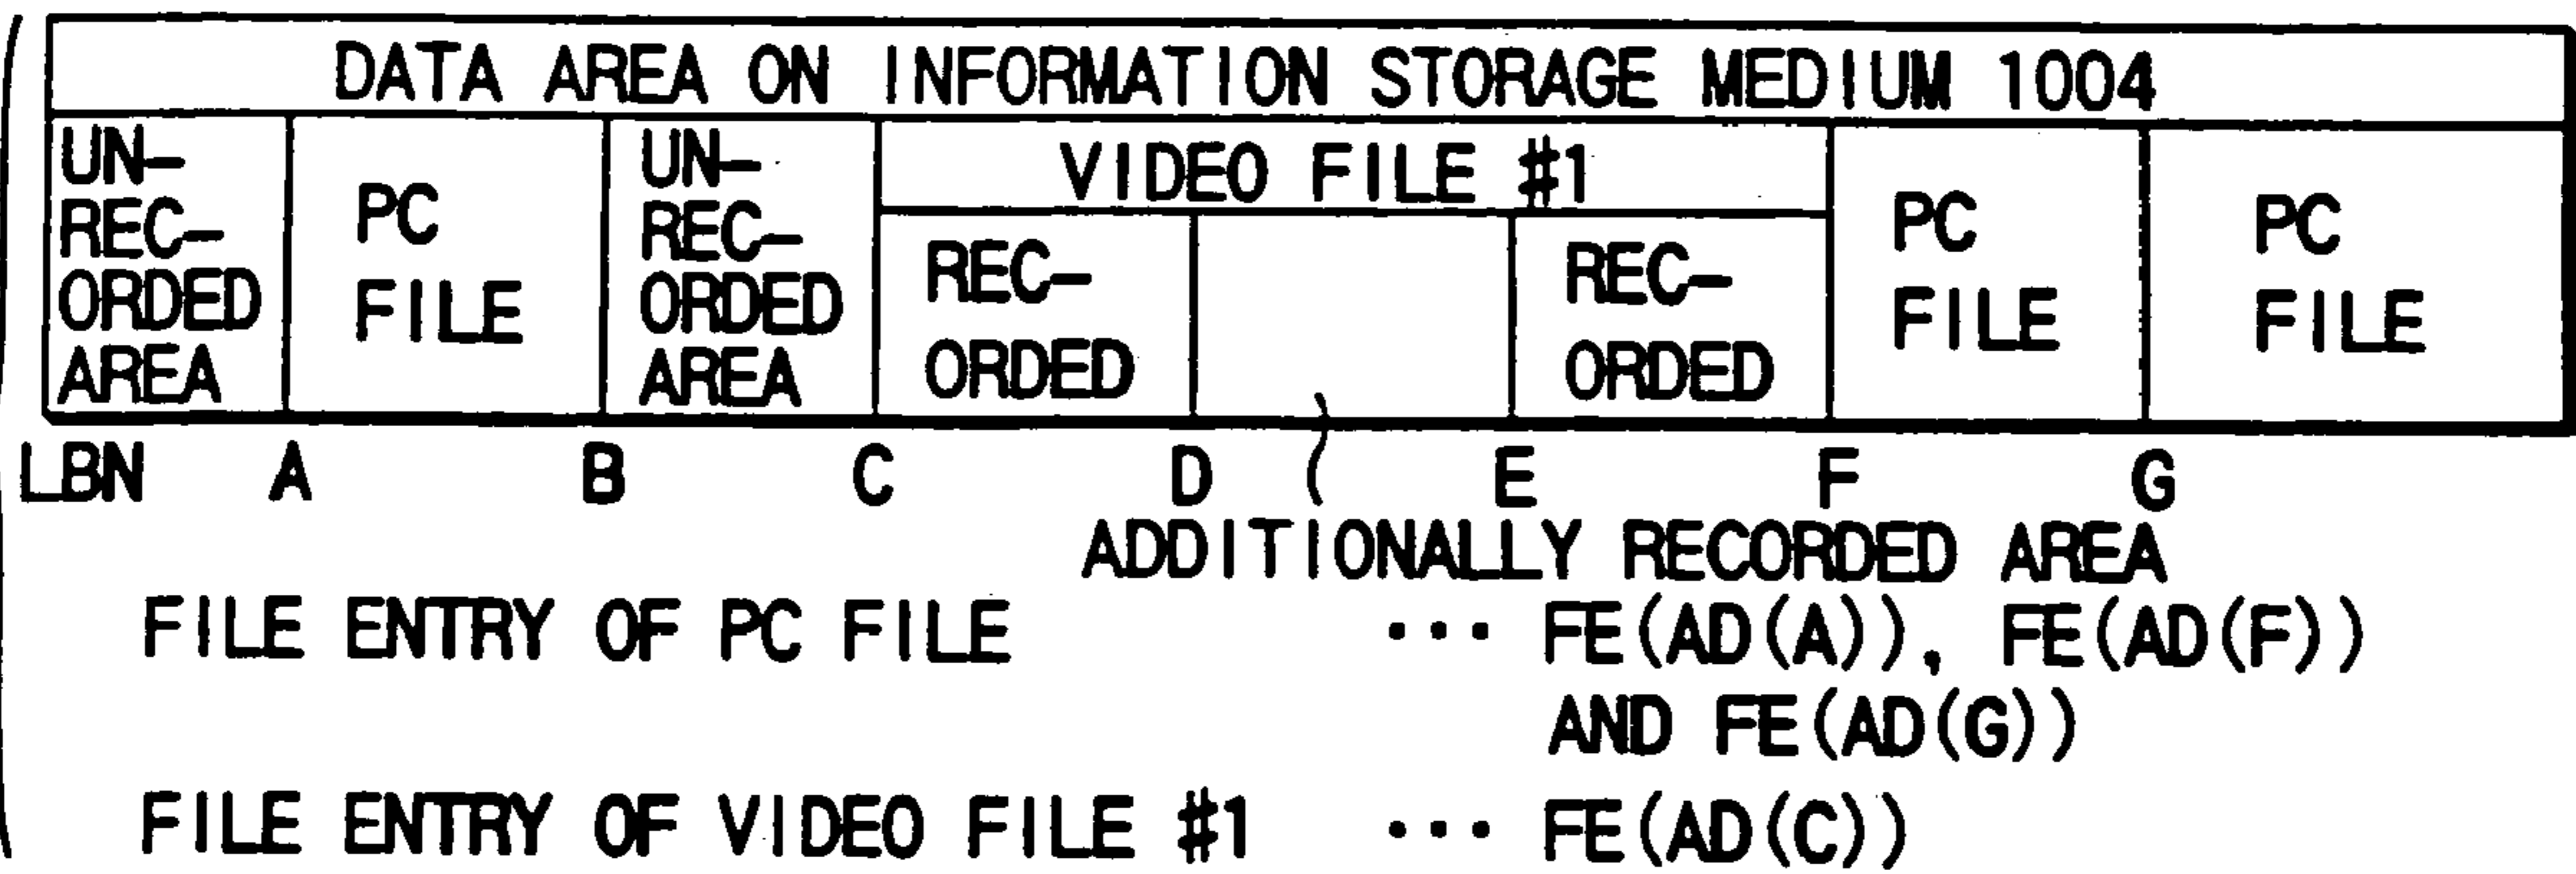 DATA AREA ON INFORMATION STORAGE MEDIUM 1004
UN-
REC-
ORDED
AREA
PC
FILE
UN-
REC-
ORDED
AREA
VIDEO FILE #1
REC-
ORDED
REC-
ORDED
PC
FILE
PC
FILE
LBN A B C D E F G
ADDITIONALLY RECORDED AREA
FILE ENTRY OF PC FILE ··· FE(AD(A)), FE(AD(F))
AND FE(AD(G))
FILE ENTRY OF VIDEO FILE #1 ··· FE(AD(C))